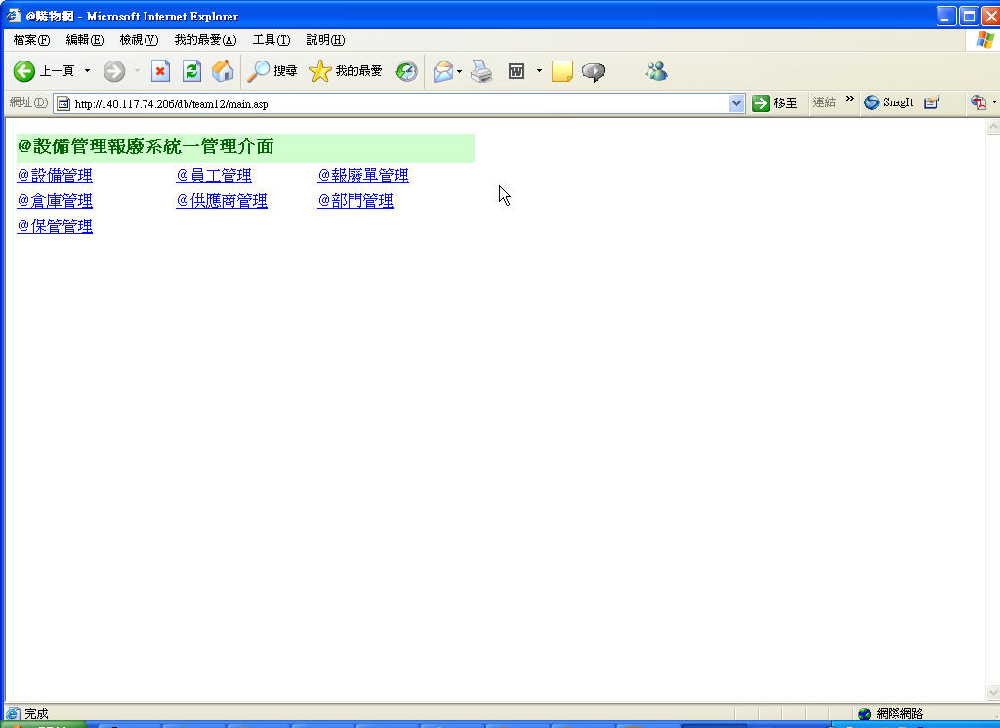 @購物網 - Microsoft Internet Explorer
檔案(F) 編輯(E) 檢視(V) 我的最愛(A) 工具(T) 說明(H)
上一頁 搜尋 我的最愛
網址(D) http://140.117.74.206/db/team12/main.asp 移至 連結 » SnagIt
@設備管理報廢系統─管理介面
@設備管理 @員工管理 @報廢單管理
@倉庫管理 @供應商管理 @部門管理
@保管管理
完成 網際網路